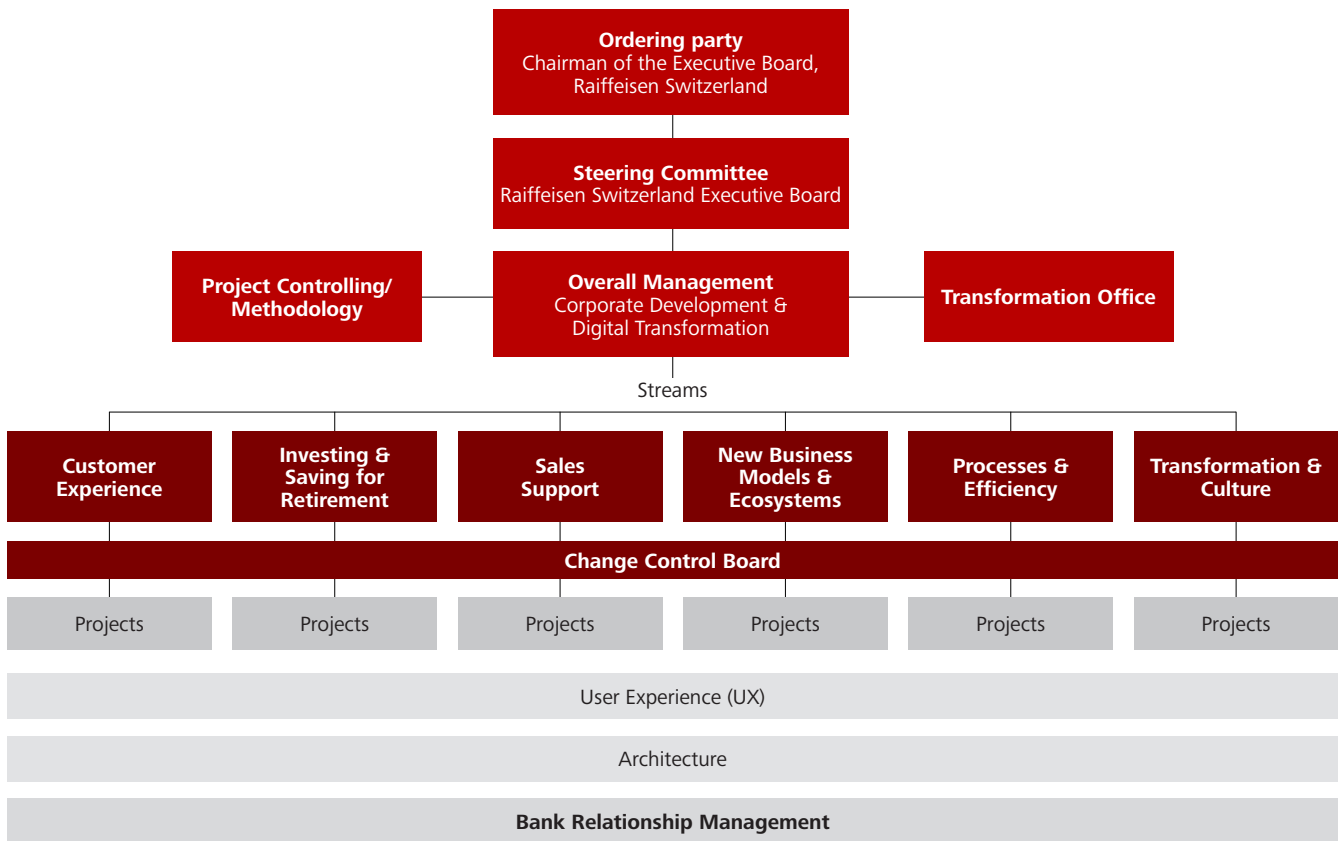 Ordering party
Chairman of the Executive Board,
Raiffeisen Switzerland
Steering Committee
Raiffeisen Switzerland Executive Board
Project Controlling/
Methodology
Overall Management
Corporate Development &
Digital Transformation
Transformation Office
Streams
Customer
Experience
Investing &
Saving for
Retirement
Sales
Support
New Business
Models &
Ecosystems
Processes &
Efficiency
Transformation &
Culture
Change Control Board
Projects
Projects
Projects
Projects
Projects
Projects
User Experience (UX)
Architecture
Bank Relationship Management